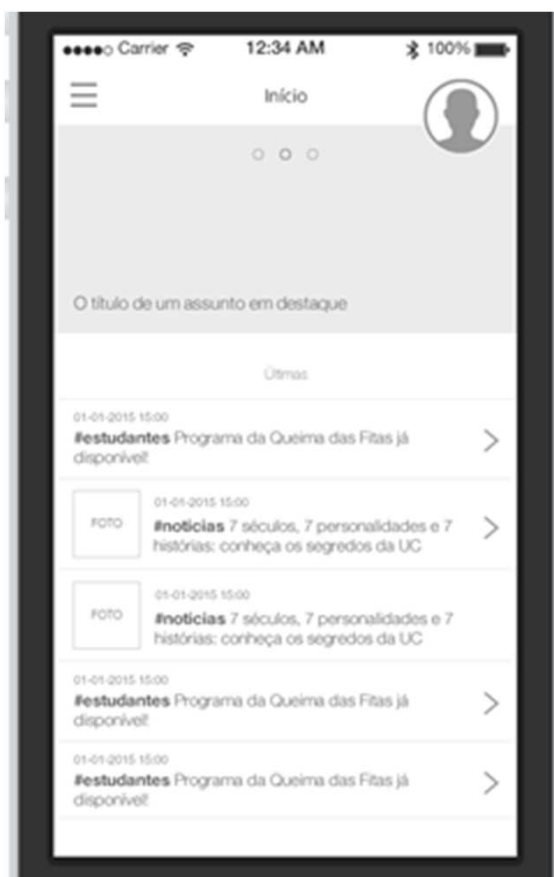 Carrier 12:34 AM 100%
Início
O título de um assunto em destaque
Útimas
01-01-2015 15:00
#estudantes Programa da Queima das Fitas já
disponível!
01-01-2015 15:00
FOTO
#noticias 7 séculos, 7 personalidades e 7
histórias: conheça os segredos da UC
01-01-2015 15:00
FOTO
#noticias 7 séculos, 7 personalidades e 7
histórias: conheça os segredos da UC
01-01-2015 15:00
#estudantes Programa da Queima das Fitas já
disponível!
01-01-2015 15:00
#estudantes Programa da Queima das Fitas já
disponível!